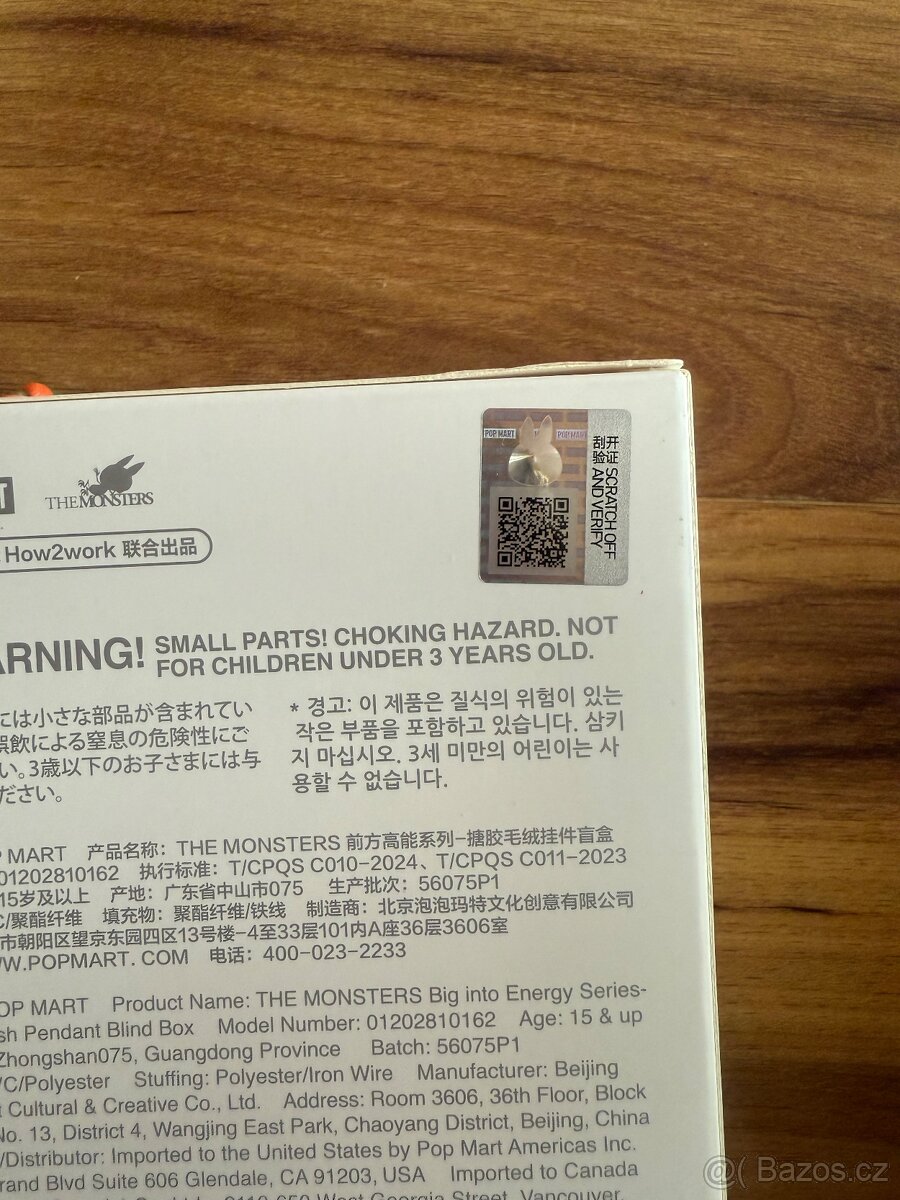 POP MART
POP MART
刮开
验证
SCRATCH OFF
AND VERIFY
T
THE MONSTERS
How2work 联合出品
ARNING! SMALL PARTS! CHOKING HAZARD. NOT
FOR CHILDREN UNDER 3 YEARS OLD.
には小さな部品が含まれてい
誤飲による窒息の危険性にご
い。3歳以下のお子さまには与
ださい。
* 경고: 이 제품은 질식의 위험이 있는
작은 부품을 포함하고 있습니다. 삼키
지 마십시오. 3세 미만의 어린이는 사
용할 수 없습니다.
P MART 产品名称：THE MONSTERS 前方高能系列-搪胶毛绒挂件盲盒
01202810162 执行标准：T/CPQS C010-2024、T/CPQS C011-2023
15岁及以上 产地：广东省中山市075 生产批次：56075P1
C/聚酯纤维 填充物：聚酯纤维/铁线 制造商：北京泡泡玛特文化创意有限公司
市朝阳区望京东园四区13号楼-4至33层101内A座36层3606室
W.POPMART.COM 电话：400-023-2233
OP MART Product Name: THE MONSTERS Big into Energy Series-
sh Pendant Blind Box Model Number: 01202810162 Age: 15 & up
Zhongshan075, Guangdong Province Batch: 56075P1
/C/Polyester Stuffing: Polyester/Iron Wire Manufacturer: Beijing
t Cultural & Creative Co., Ltd. Address: Room 3606, 36th Floor, Block
No. 13, District 4, Wangjing East Park, Chaoyang District, Beijing, China
/Distributor: Imported to the United States by Pop Mart Americas Inc.
rand Blvd Suite 606 Glendale, CA 91203, USA Imported to Canada
2110-650 West Georgia Street, Vancouver,
@( Bazos.cz